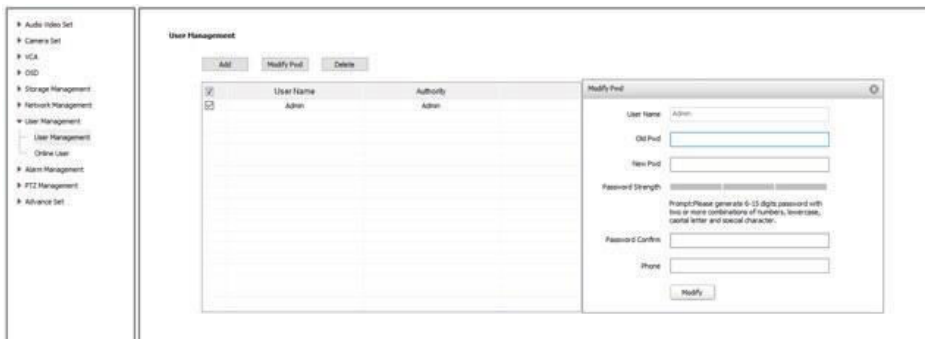 Audio Video Set
Camera Set
VCA
OSD
Storage Management
Network Management
User Management
User Management
Online User
Alarm Management
PTZ Management
Advance Set
User Management
Add Modify Pwd Delete
User Name Authority
Admin Admin
Modify Pwd
User Name Admin
Old Pwd
New Pwd
Password Strength
Prompt:Please generate 6-15 digits password with
two or more combinations of numbers, lowercase,
capital letter and special character.
Password Confirm
Phone
Modify